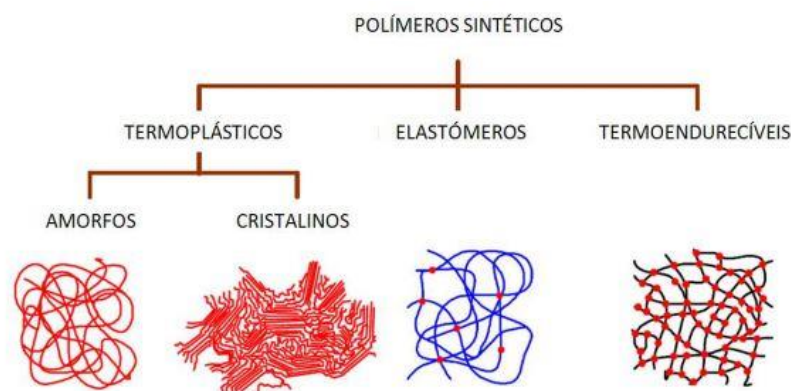 POLÍMEROS SINTÉTICOS
TERMOPLÁSTICOS ELASTÓMEROS TERMOENDURECÍVEIS
AMORFOS CRISTALINOS